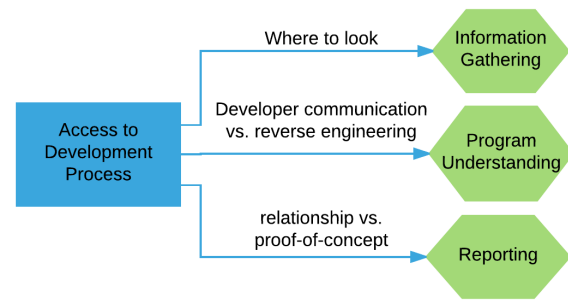 Where to look
Information
Gathering
Access to
Development
Process
Developer communication
vs. reverse engineering
Program
Understanding
relationship vs.
proof-of-concept
Reporting